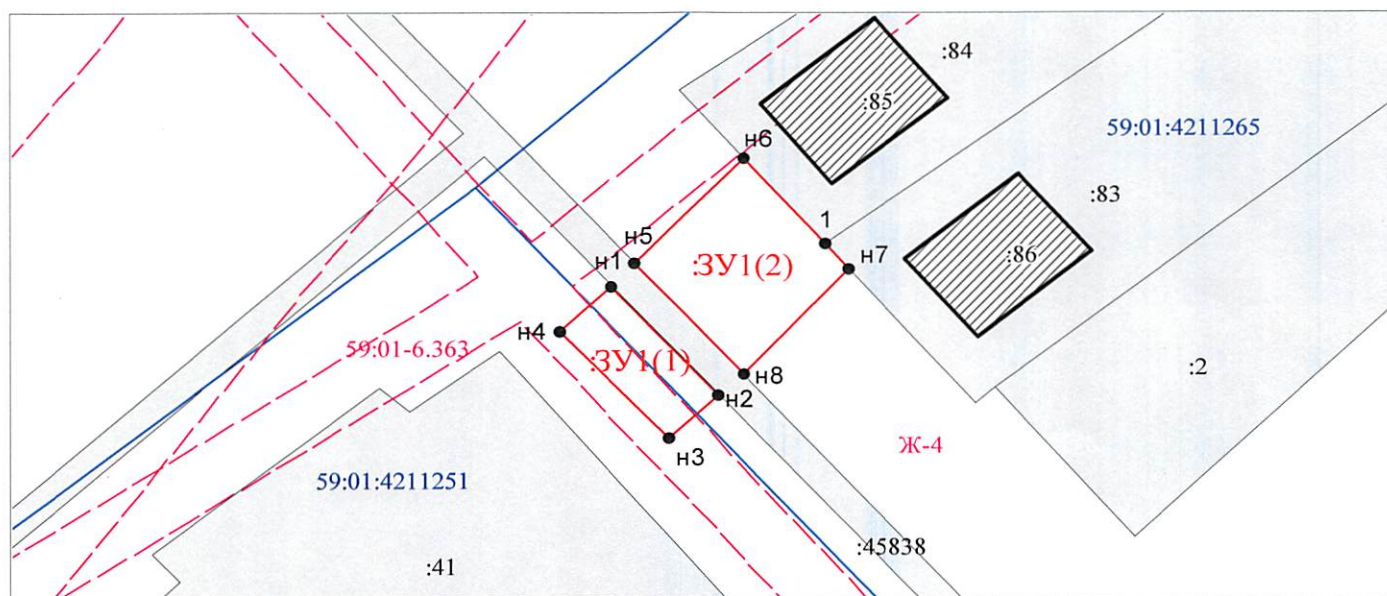 :84
:85
59:01:4211265
н6
:83
1
н5
н7
:ЗУ1(2)
:86
н1
н4
59:01-6.363
:ЗУ1(1)
н8
:2
н2
н3
Ж-4
59:01:4211251
:45838
:41